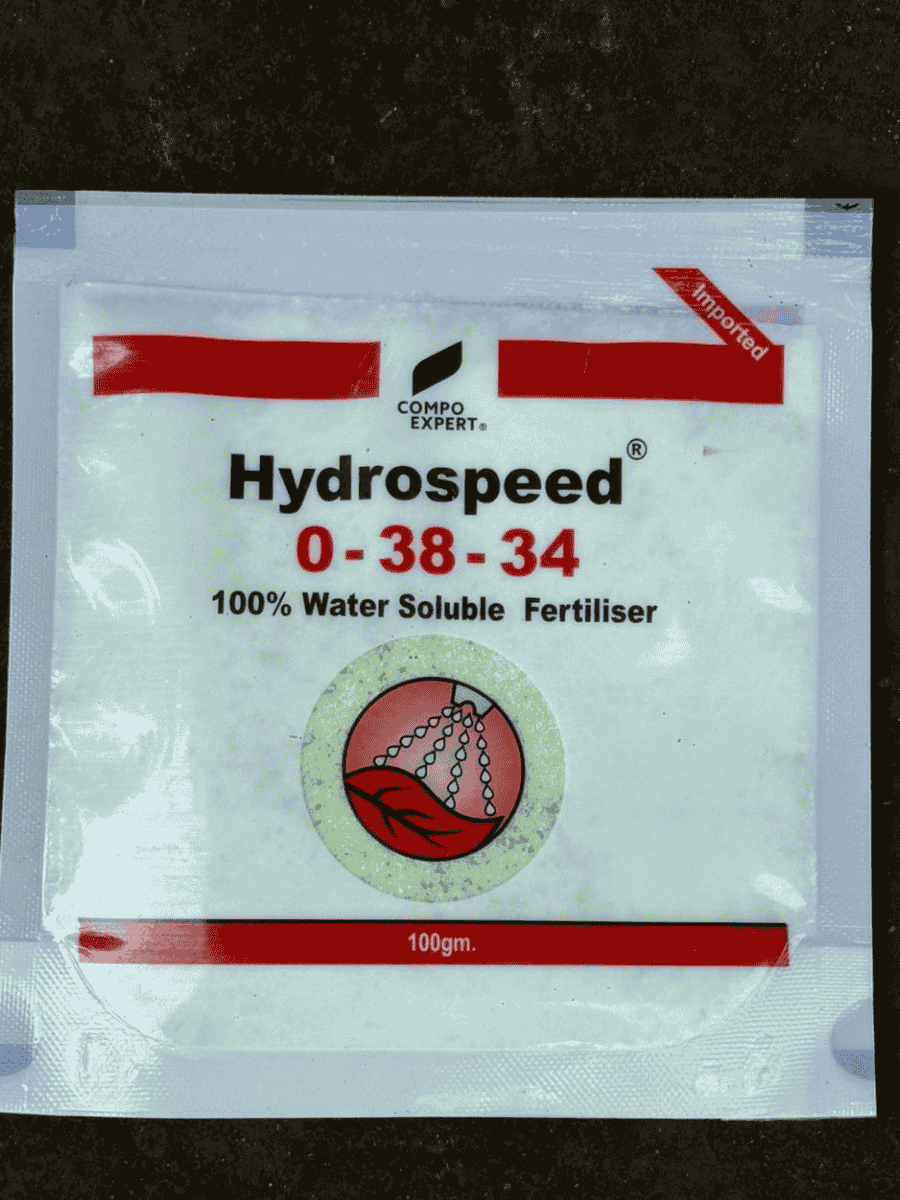 Imported
COMPO
EXPERT®
Hydrospeed®
0 - 38 - 34
100% Water Soluble Fertiliser
100gm.